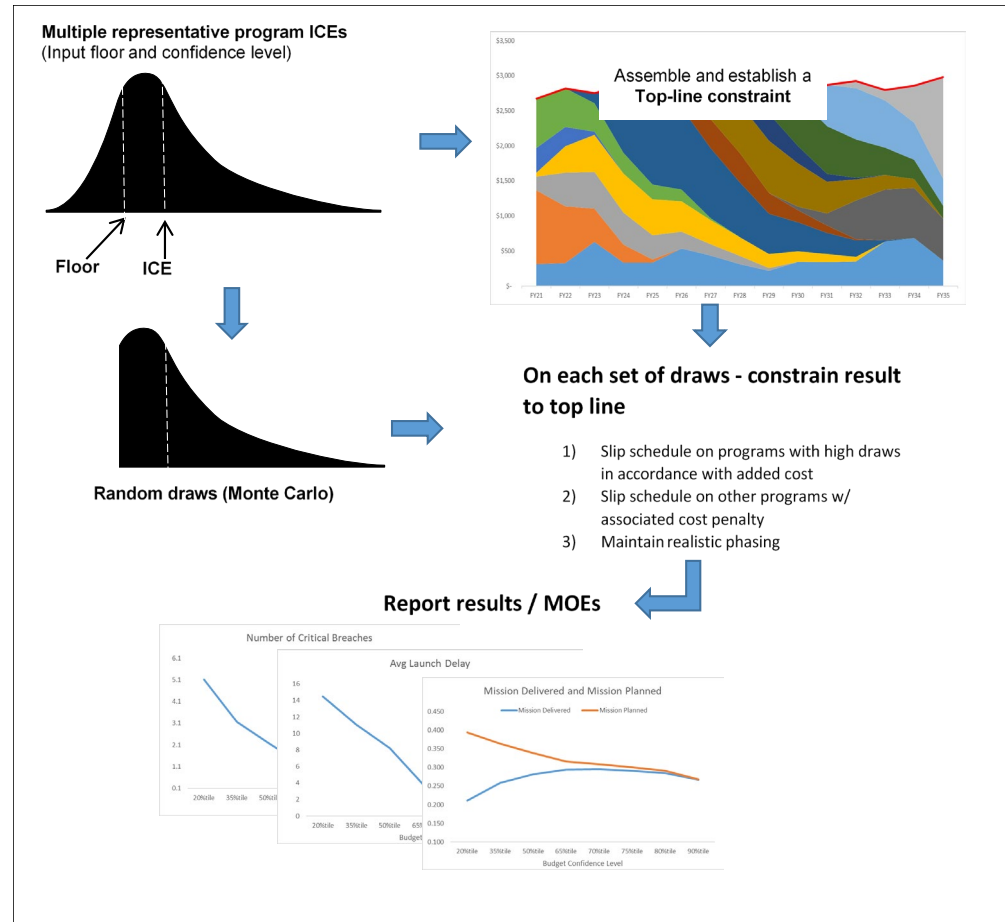 Multiple representative program ICEs
(Input floor and confidence level)
Floor
ICE
Random draws (Monte Carlo)
$3,500
$3,000
$2,500
$2,000
$1,500
$1,000
$500
$-
Assemble and establish a
Top-line constraint
FY21 FY22 FY23 FY24 FY25 FY26 FY27 FY28 FY29 FY30 FY31 FY32 FY33 FY34 FY35
On each set of draws - constrain result
to top line
1) Slip schedule on programs with high draws
in accordance with added cost
2) Slip schedule on other programs w/
associated cost penalty
3) Maintain realistic phasing
Report results / MOEs
Number of Critical Breaches
6.1
5.1
4.1
3.1
2.1
1.1
0.1
20%tile 35%tile 50%
Avg Launch Delay
16
14
12
10
8
6
4
2
0
20%tile 35%tile 50%tile 65
Budget
Mission Delivered and Mission Planned
Mission Delivered Mission Planned
0.450
0.400
0.350
0.300
0.250
0.200
0.150
0.100
20%tile 35%tile 50%tile 65%tile 70%tile 75%tile 80%tile 90%tile
Budget Confidence Level